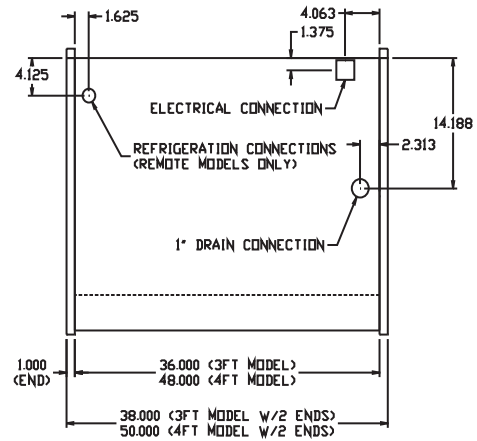 1.625
4.063
1.375
4.125
ELECTRICAL CONNECTION
14.188
REFRIGERATION CONNECTIONS
(REMOTE MODELS ONLY)
2.313
1" DRAIN CONNECTION
1.000
(END)
36.000 (3FT MODEL)
48.000 (4FT MODEL)
38.000 (3FT MODEL W/2 ENDS)
50.000 (4FT MODEL W/2 ENDS)